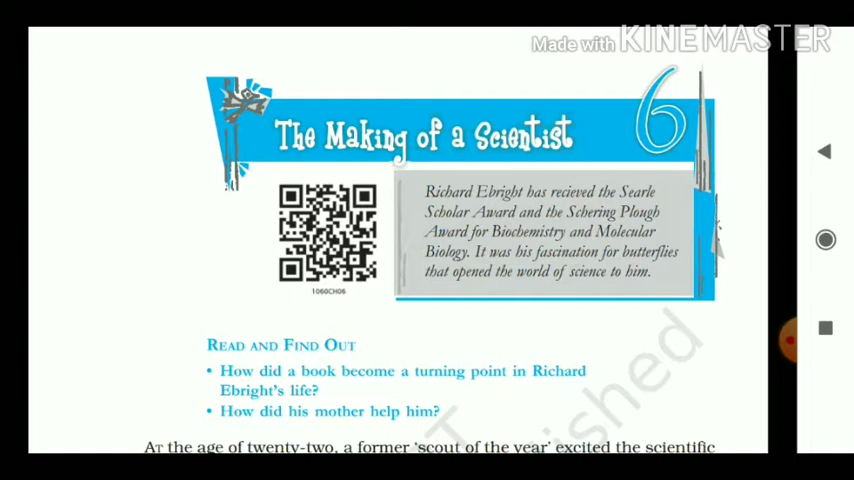 Made with KINEMASTER
6
The Making of a Scientist
Richard Ebright has recieved the Searle
Scholar Award and the Schering Plough
Award for Biochemistry and Molecular
Biology. It was his fascination for butterflies
that opened the world of science to him.
1060CH06
READ AND FIND OUT
• How did a book become a turning point in Richard
Ebright's life?
• How did his mother help him?
AT the age of twenty-two, a former 'scout of the year' excited the scientific